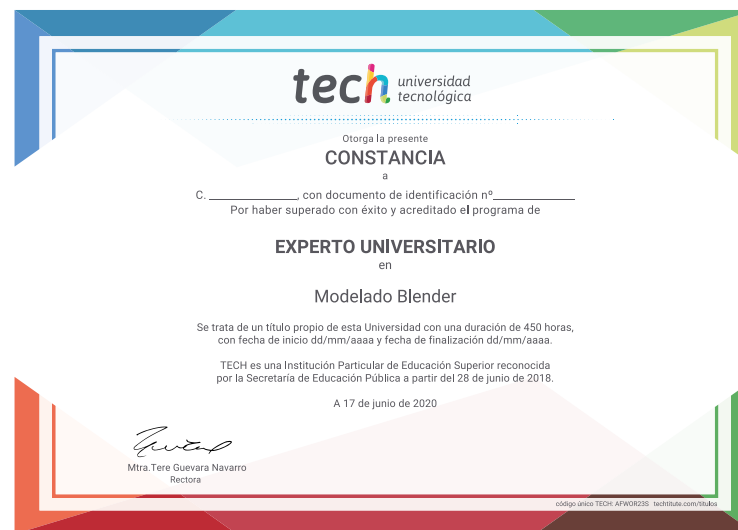 tech universidad
tecnológica
Otorga la presente
CONSTANCIA
a
C. ______________, con documento de identificación nº_____________
Por haber superado con éxito y acreditado el programa de
EXPERTO UNIVERSITARIO
en
Modelado Blender
Se trata de un título propio de esta Universidad con una duración de 450 horas,
con fecha de inicio dd/mm/aaaa y fecha de finalización dd/mm/aaaa.
TECH es una Institución Particular de Educación Superior reconocida
por la Secretaría de Educación Pública a partir del 28 de junio de 2018.
A 17 de junio de 2020
Mtra.Tere Guevara Navarro
Rectora
código único TECH: AFWOR23S techtitute.com/titulos